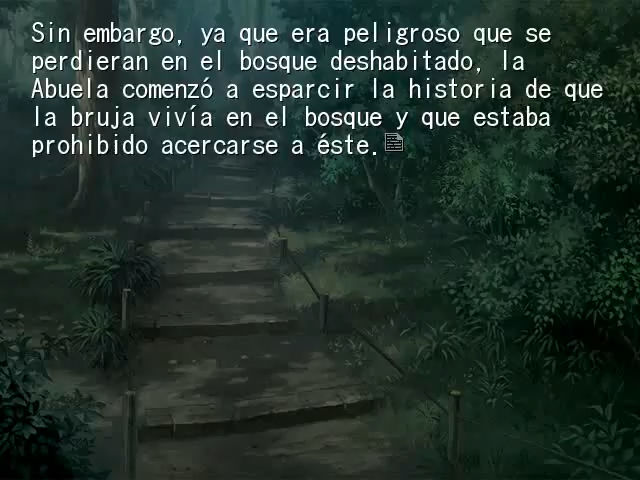 Sin embargo, ya que era peligroso que se
perdieran en el bosque deshabitado, la
Abuela comenzó a esparcir la historia de que
la bruja vivía en el bosque y que estaba
prohibido acercarse a éste.